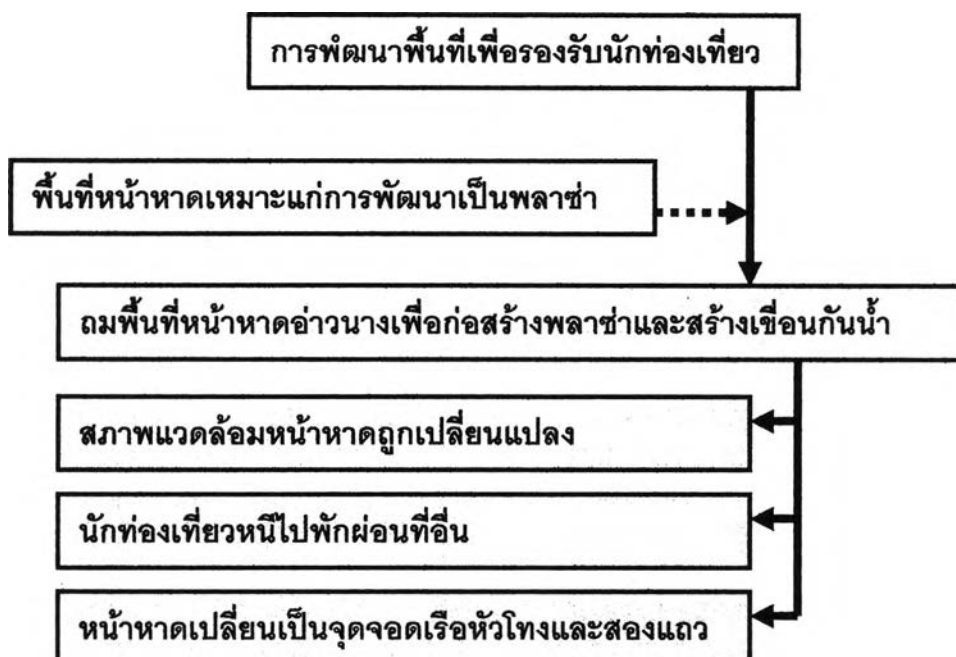 การพํฒนาพื้นที่เพื่อรองรับนักท่องเที่ยว
พื้นที่หน้าหาดเหมาะแก่การพัฒนาเป็นพลาซ่า
ถมพื้นที่หน้าหาดอ่าวนางเพื่อก่อสร้างพลาซ่าและสร้างเขื่อนกันน้ำ
สภาพแวดล้อมหน้าหาดถูกเปลี่ยนแปลง
นักท่องเที่ยวหนีไปพักผ่อนที่อื่น
หน้าหาดเปลี่ยนเป็นจุดจอดเรือหัวโทงและสองแถว